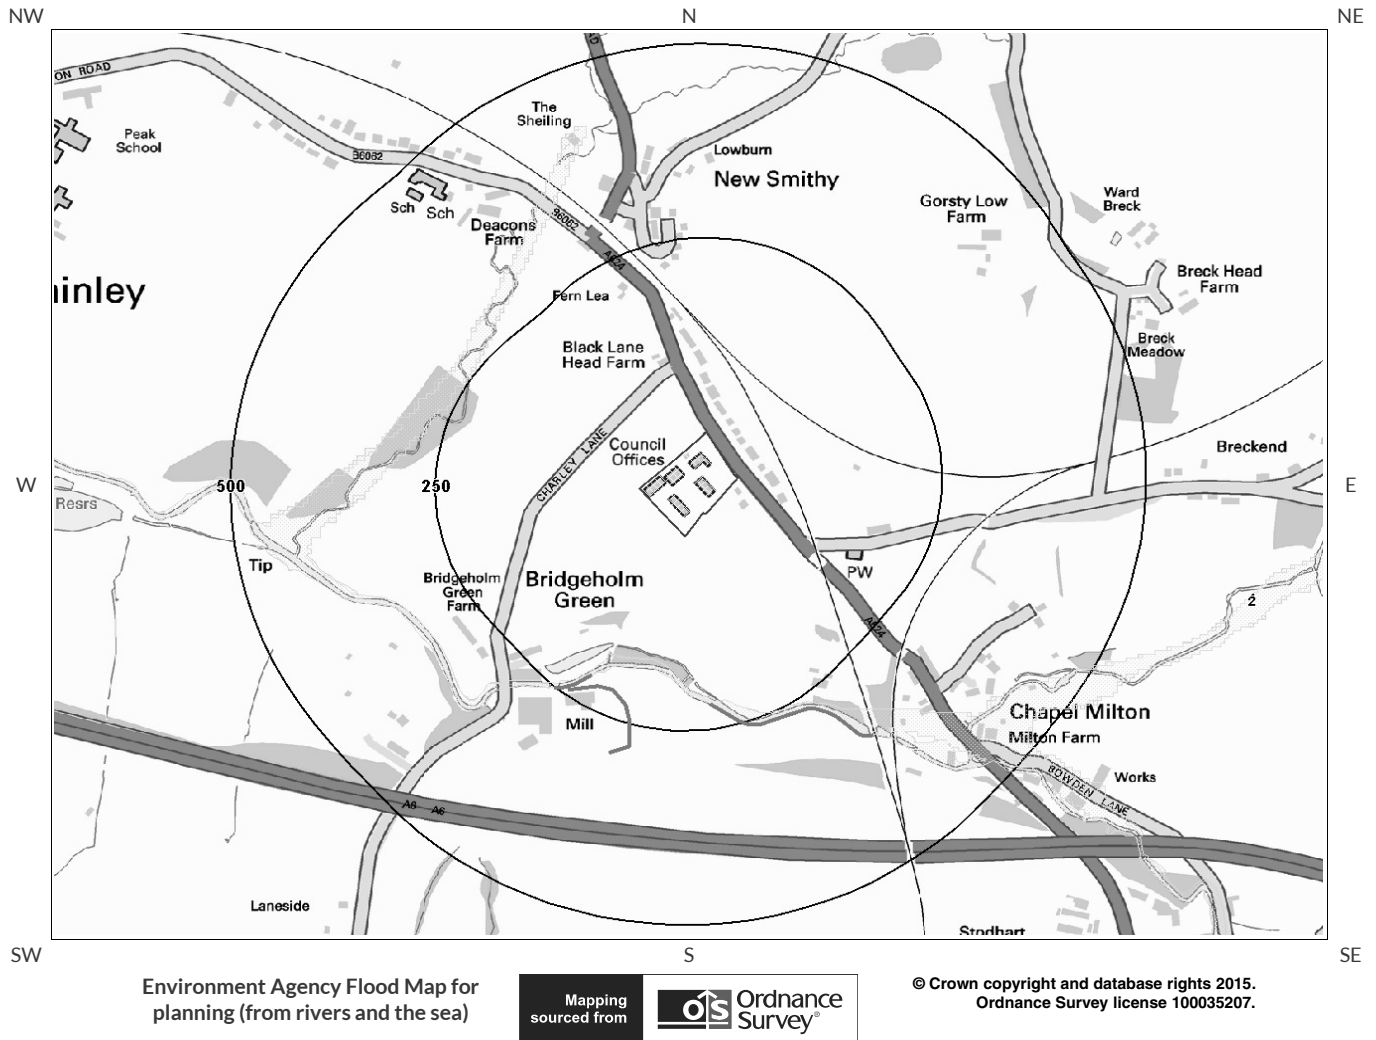 NW
N
NE
ON ROAD
AD
The
Sheiling
Peak
School
B6062
Lowburn
New Smithy
Sch
Sch
Deacons
Farm
B6062
A624
Gorsty Low
Farm
Ward
Breck
Breck Head
Farm
inley
Fern Lea
Black Lane
Head Farm
Breck
Meadow
CHARLEY LANE
Council
Offices
Breckend
W
500
250
E
Resrs
Tip
PW
Bridgeholm
Green
Farm
Bridgeholm
Green
2
A624
Mill
Chapel Milton
Milton Farm
Works
BOWDEN LANE
A6 A6
Laneside
Stodhart
SW
S
SE
Environment Agency Flood Map for
planning (from rivers and the sea)
Mapping
sourced from
OS
Ordnance
Survey®
© Crown copyright and database rights 2015.
Ordnance Survey license 100035207.